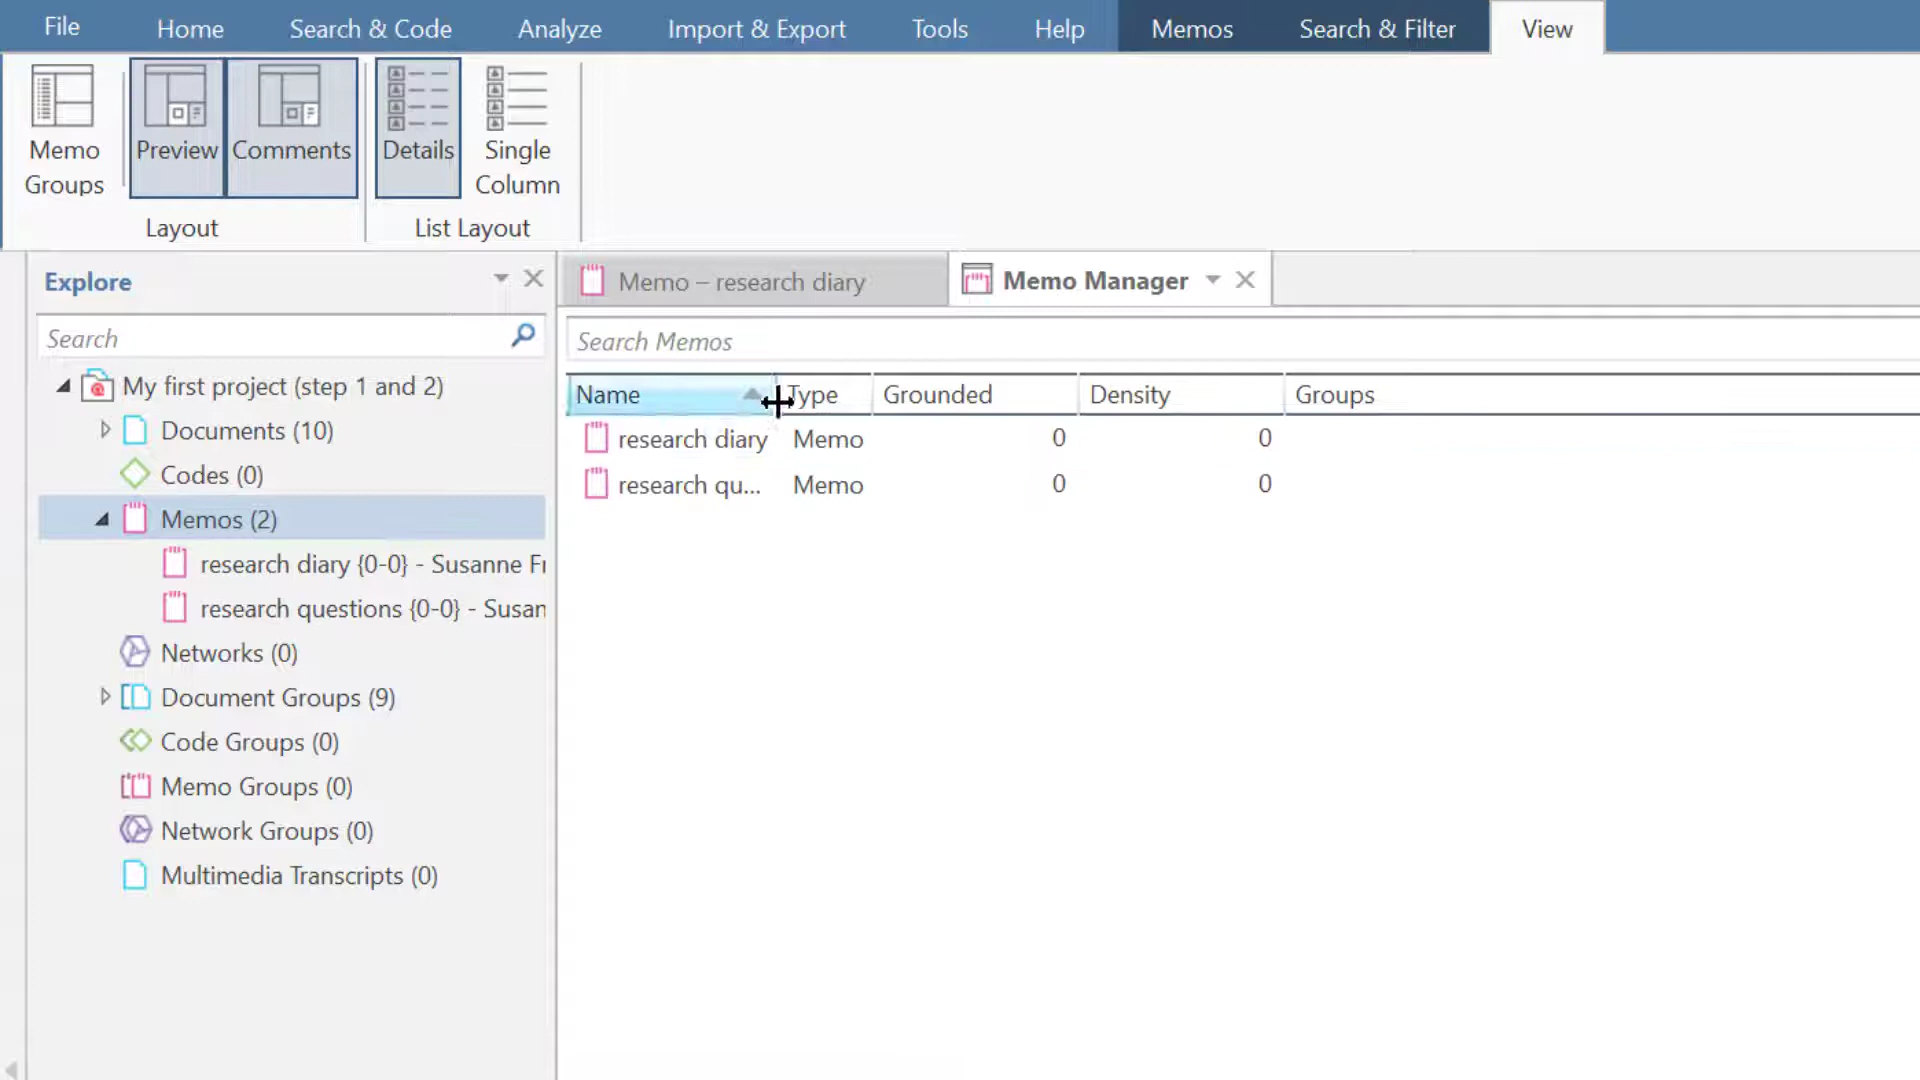 File Home Search & Code Analyze Import & Export Tools Help Memos Search & Filter View
Memo Groups
Preview
Comments
Details
Single Column
Layout
List Layout
Explore
Memo – research diary
Memo Manager
Search
Search Memos
My first project (step 1 and 2)
Documents (10)
Codes (0)
Memos (2)
research diary {0-0} - Susanne Fr
research questions {0-0} - Susan
Networks (0)
Document Groups (9)
Code Groups (0)
Memo Groups (0)
Network Groups (0)
Multimedia Transcripts (0)
Name Type Grounded Density Groups
research diary Memo 0 0
research qu... Memo 0 0